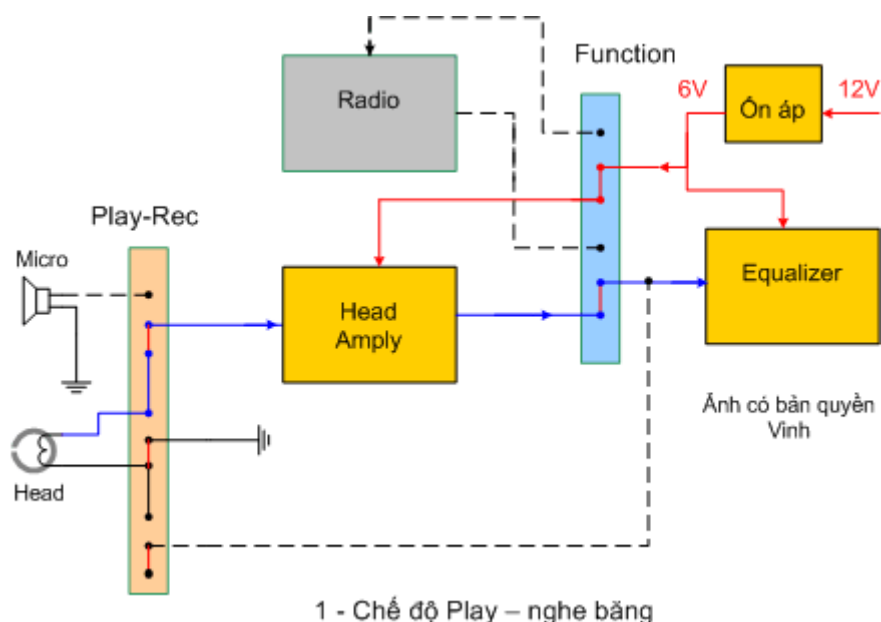 Function
Radio
6V
Ổn áp
12V
Play-Rec
Micro
Head
Amply
Equalizer
Ảnh có bản quyền
Vinh
Head
1 - Chế độ Play – nghe băng